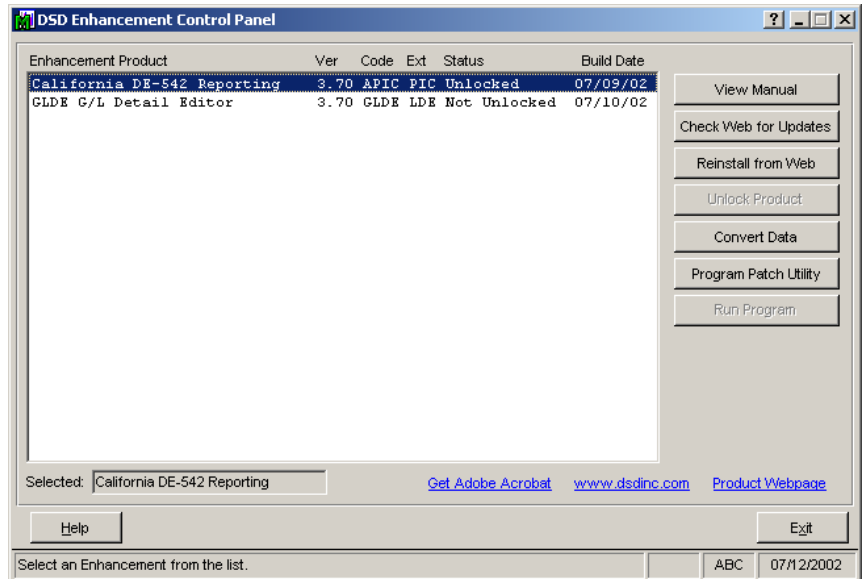 DSD Enhancement Control Panel
Enhancement Product Ver Code Ext Status Build Date
California DE-542 Reporting 3.70 APIC PIC Unlocked 07/09/02
GLDE G/L Detail Editor 3.70 GLDE LDE Not Unlocked 07/10/02
View Manual
Check Web for Updates
Reinstall from Web
Unlock Product
Convert Data
Program Patch Utility
Run Program
Selected: California DE-542 Reporting
Get Adobe Acrobat www.dsdinc.com Product Webpage
Help Exit
Select an Enhancement from the list. ABC 07/12/2002